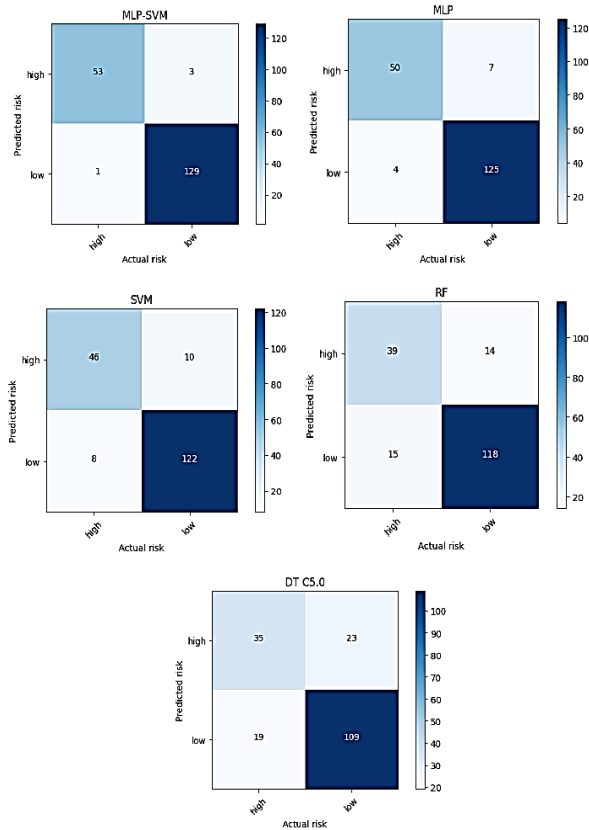 MLP-SVM
Predicted risk
high
53
3
low
1
129
high
low
Actual risk
120
100
80
60
40
20
MLP
Predicted risk
high
50
7
low
4
125
high
low
Actual risk
120
100
80
60
40
20
SVM
Predicted risk
high
46
10
low
8
122
high
low
Actual risk
120
100
80
60
40
20
RF
Predicted risk
high
39
14
low
15
118
high
low
Actual risk
100
80
60
40
20
DT C5.0
Predicted risk
high
35
23
low
19
109
high
low
Actual risk
100
90
80
70
60
50
40
30
20